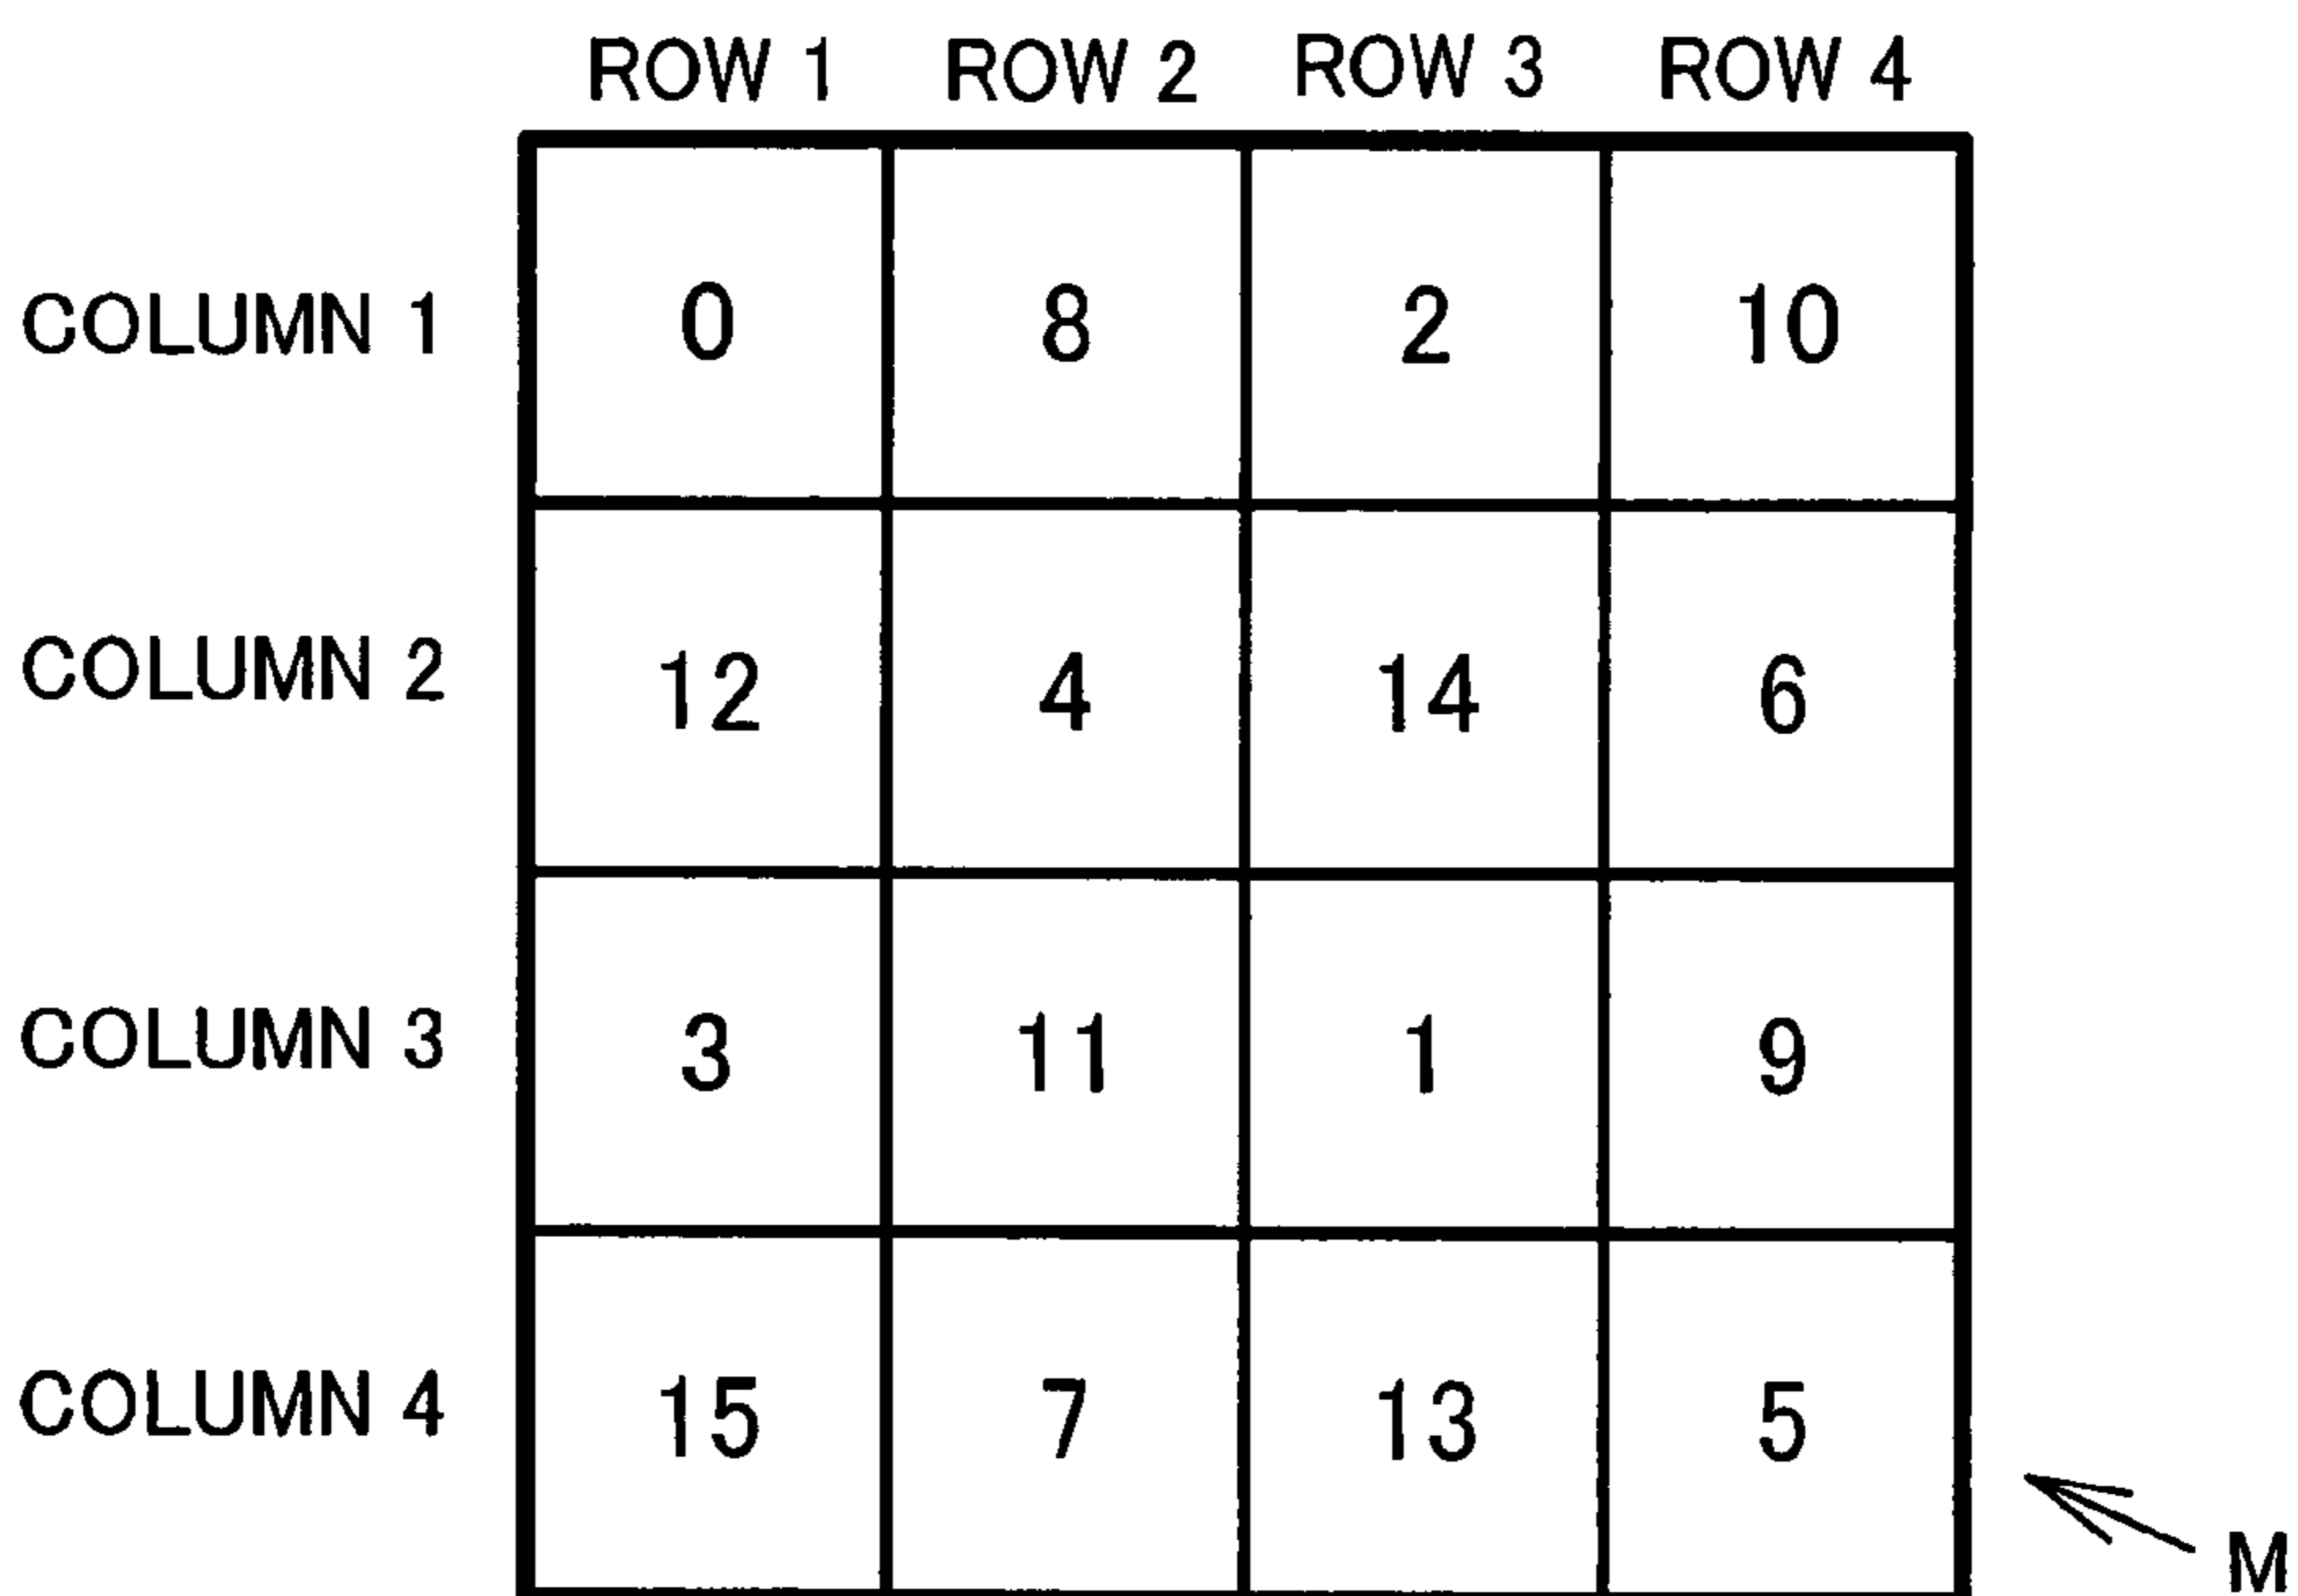 ROW 1 ROW 2 ROW 3 ROW 4
COLUMN 1 0 8 2 10
COLUMN 2 12 4 14 6
COLUMN 3 3 11 1 9
COLUMN 4 15 7 13 5
M